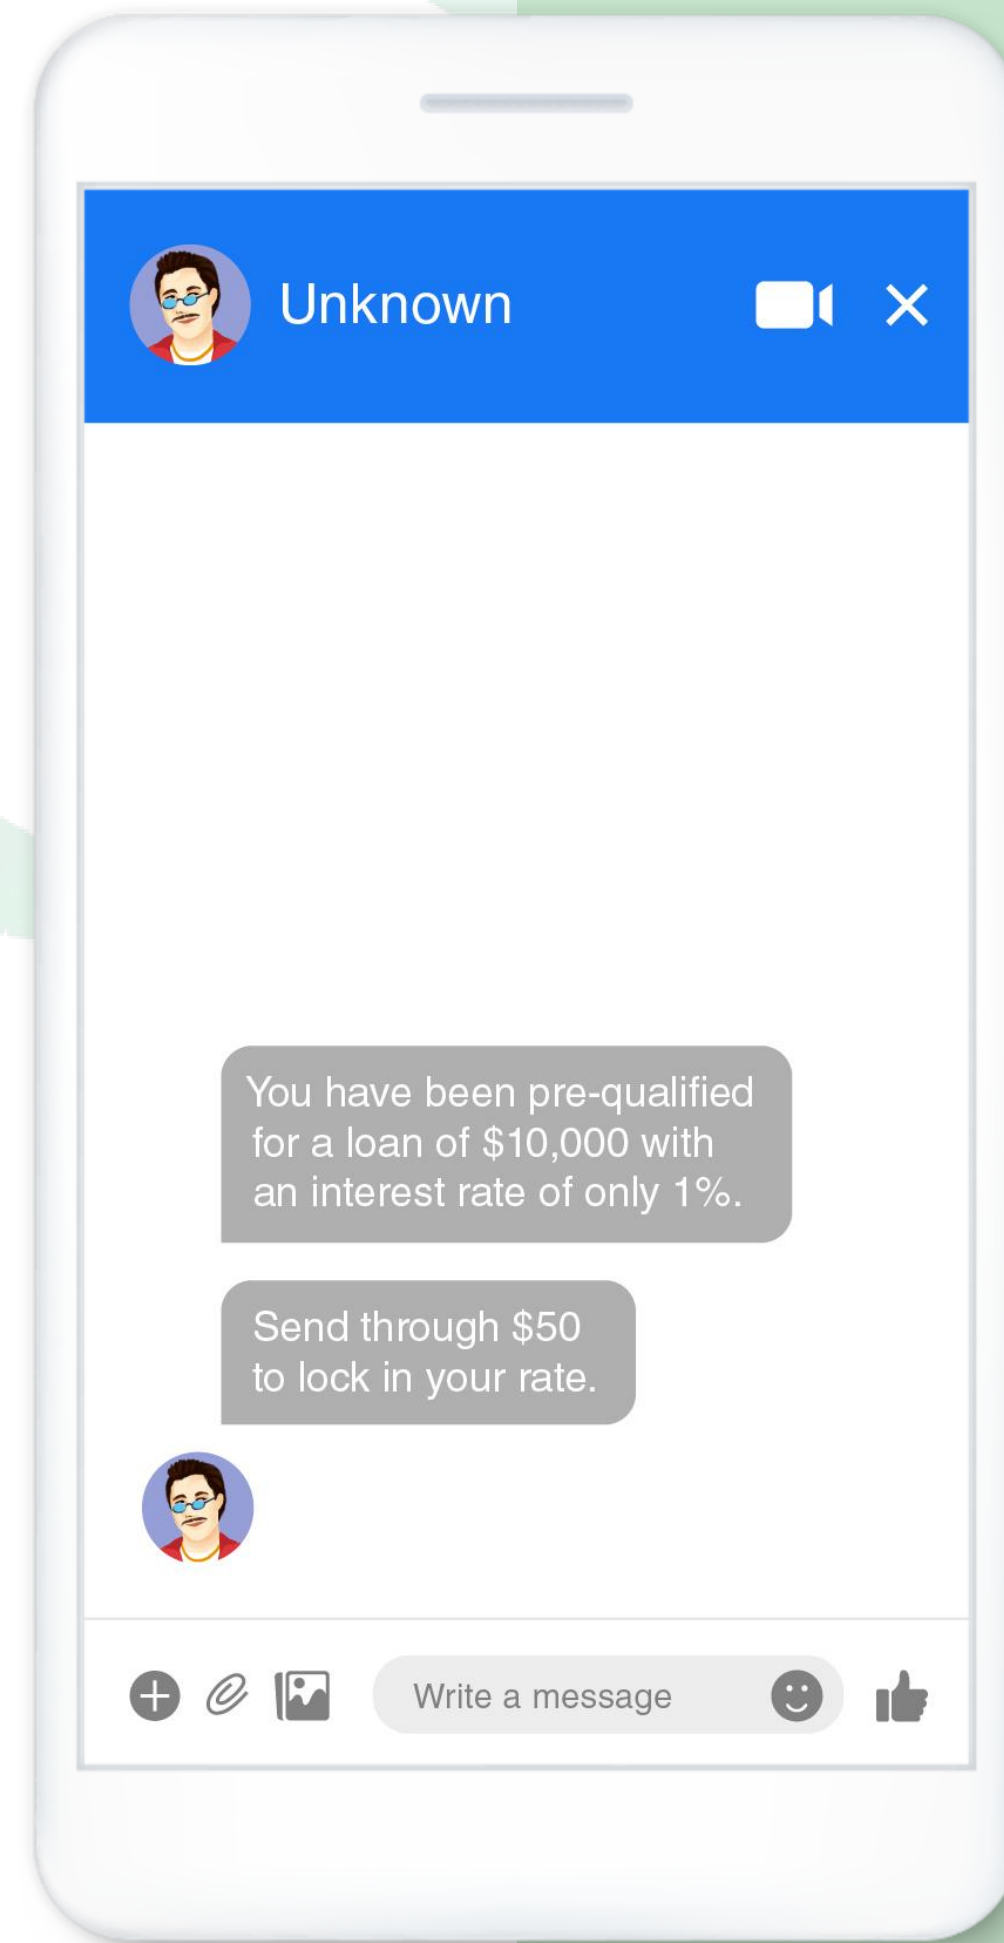 Unknown
You have been pre-qualified
for a loan of $10,000 with
an interest rate of only 1%.
Send through $50
to lock in your rate.
Write a message